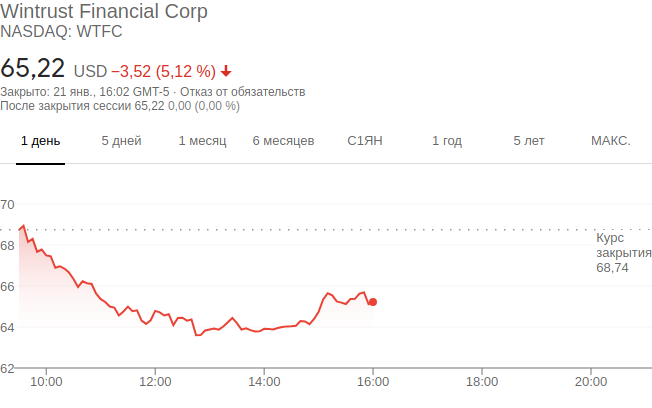 Wintrust Financial Corp
NASDAQ: WTFC
65,22 USD −3,52 (5,12 %)
Закрыто: 21 янв., 16:02 GMT-5 · Отказ от обязательств
После закрытия сессии 65,22 0,00 (0,00 %)
1 день 5 дней 1 месяц 6 месяцев С1ЯН 1 год 5 лет МАКС.
70
68
66
64
62
Курс
закрытия
68,74
10:00 12:00 14:00 16:00 18:00 20:00